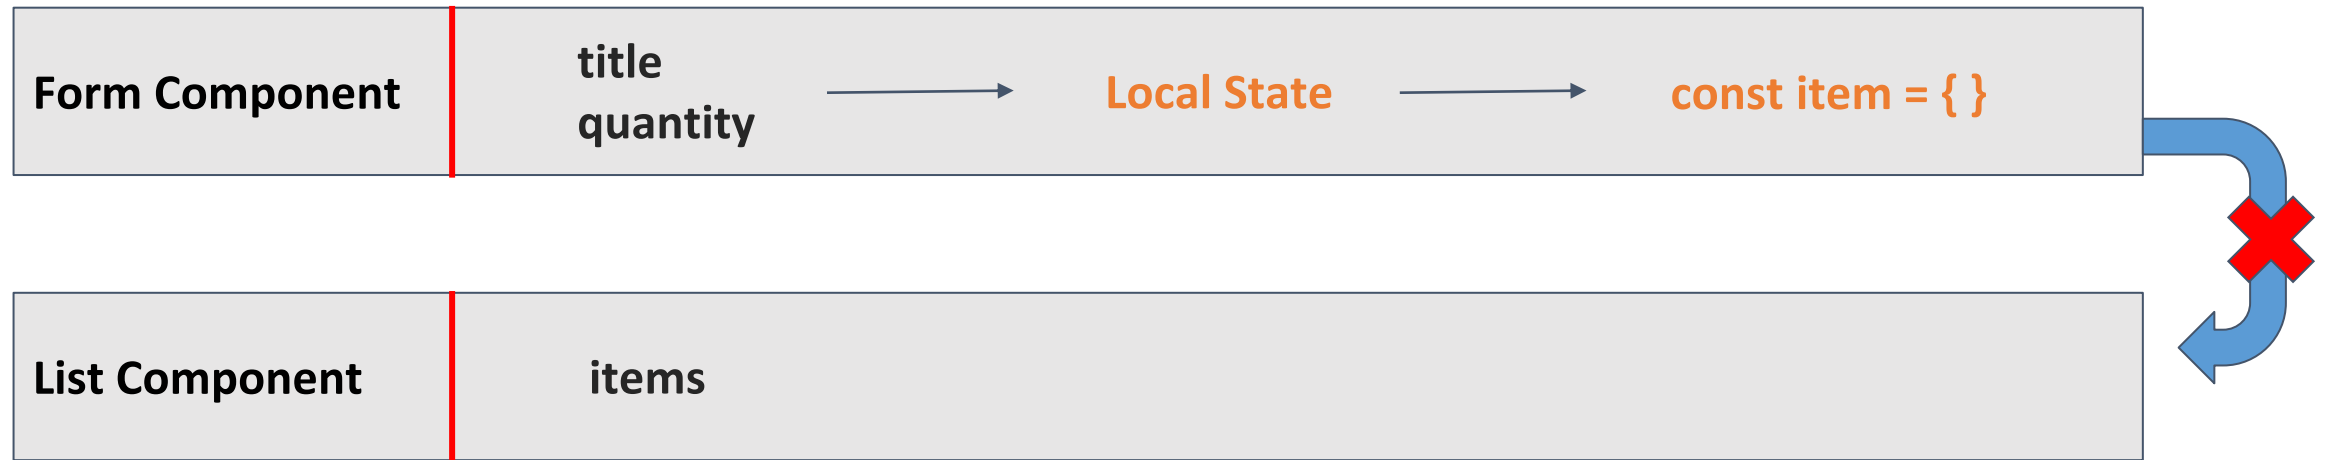 Form Component
title
quantity
Local State
const item = { }
List Component
items